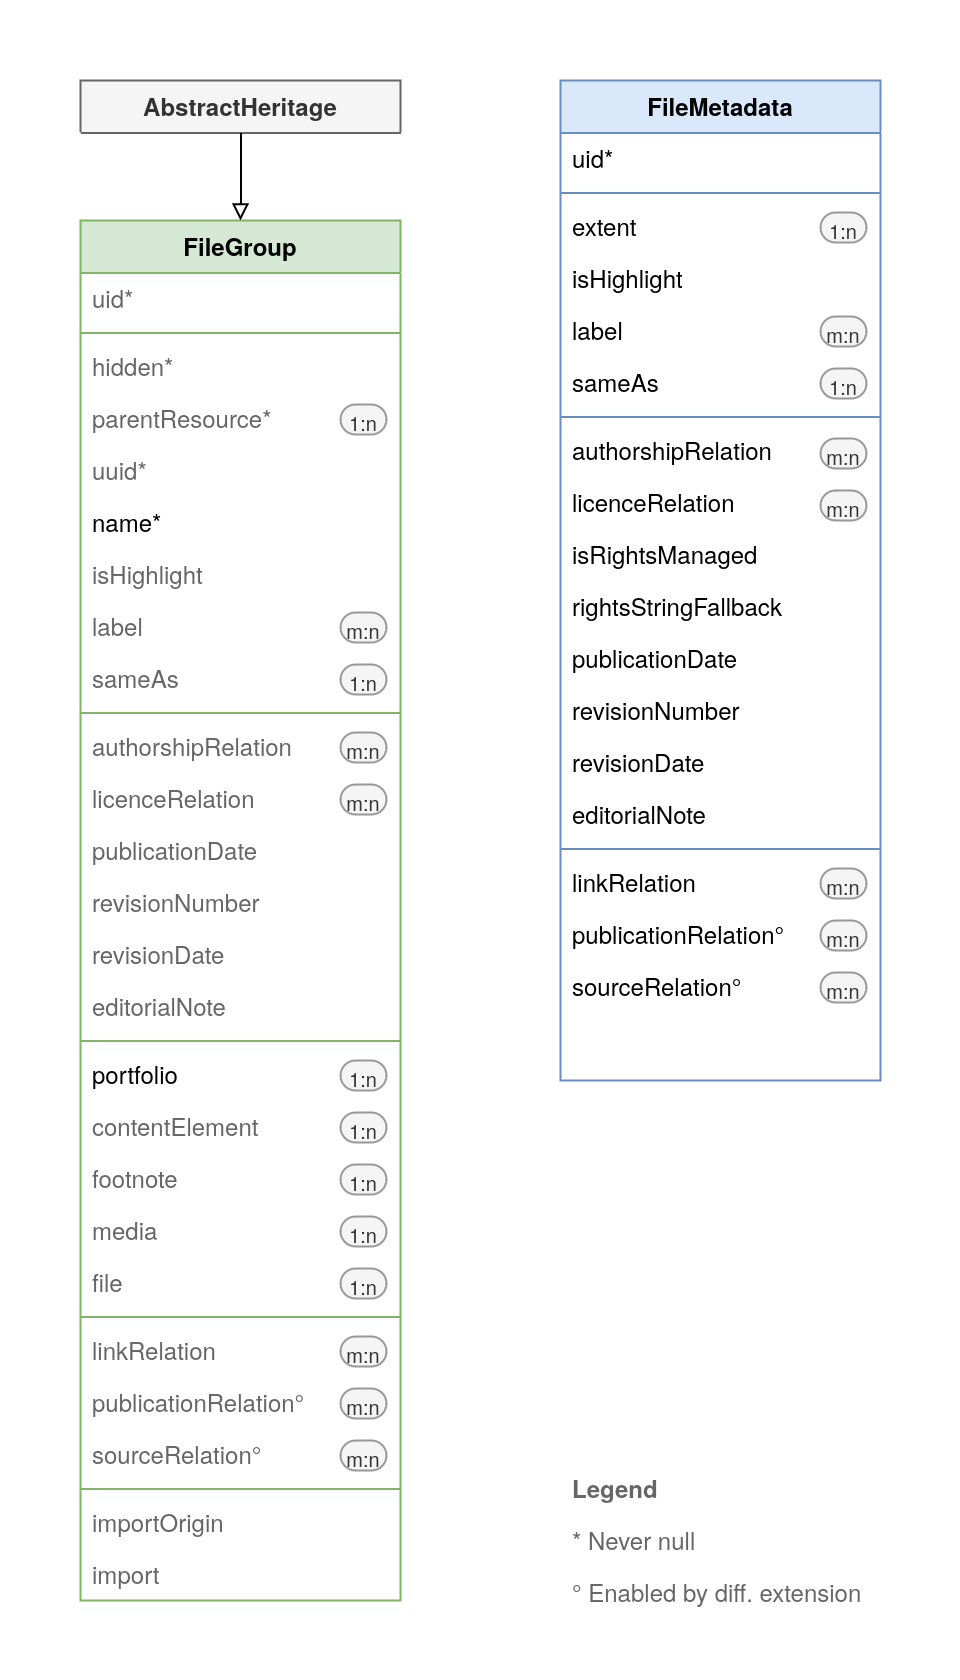 AbstractHeritage
FileGroup
uid*
hidden*
parentResource* 1:n
uuid*
name*
isHighlight
label m:n
sameAs 1:n
authorshipRelation m:n
licenceRelation m:n
publicationDate
revisionNumber
revisionDate
editorialNote
portfolio 1:n
contentElement 1:n
footnote 1:n
media 1:n
file 1:n
linkRelation m:n
publicationRelation° m:n
sourceRelation° m:n
importOrigin
import
FileMetadata
uid*
extent 1:n
isHighlight
label m:n
sameAs 1:n
authorshipRelation m:n
licenceRelation m:n
isRightsManaged
rightsStringFallback
publicationDate
revisionNumber
revisionDate
editorialNote
linkRelation m:n
publicationRelation° m:n
sourceRelation° m:n
Legend
* Never null
° Enabled by diff. extension